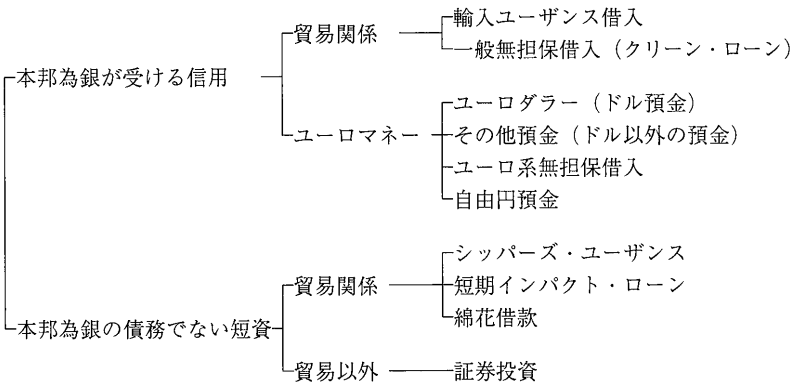 本邦為銀が受ける信用
貿易関係
輸入ユーザンス借入
一般無担保借入（クリーン・ローン）
ユーロマネー
ユーロダラー（ドル預金）
その他預金（ドル以外の預金）
ユーロ系無担保借入
自由円預金
本邦為銀の債務でない短資
貿易関係
シッパーズ・ユーザンス
短期インパクト・ローン
綿花借款
貿易以外
証券投資